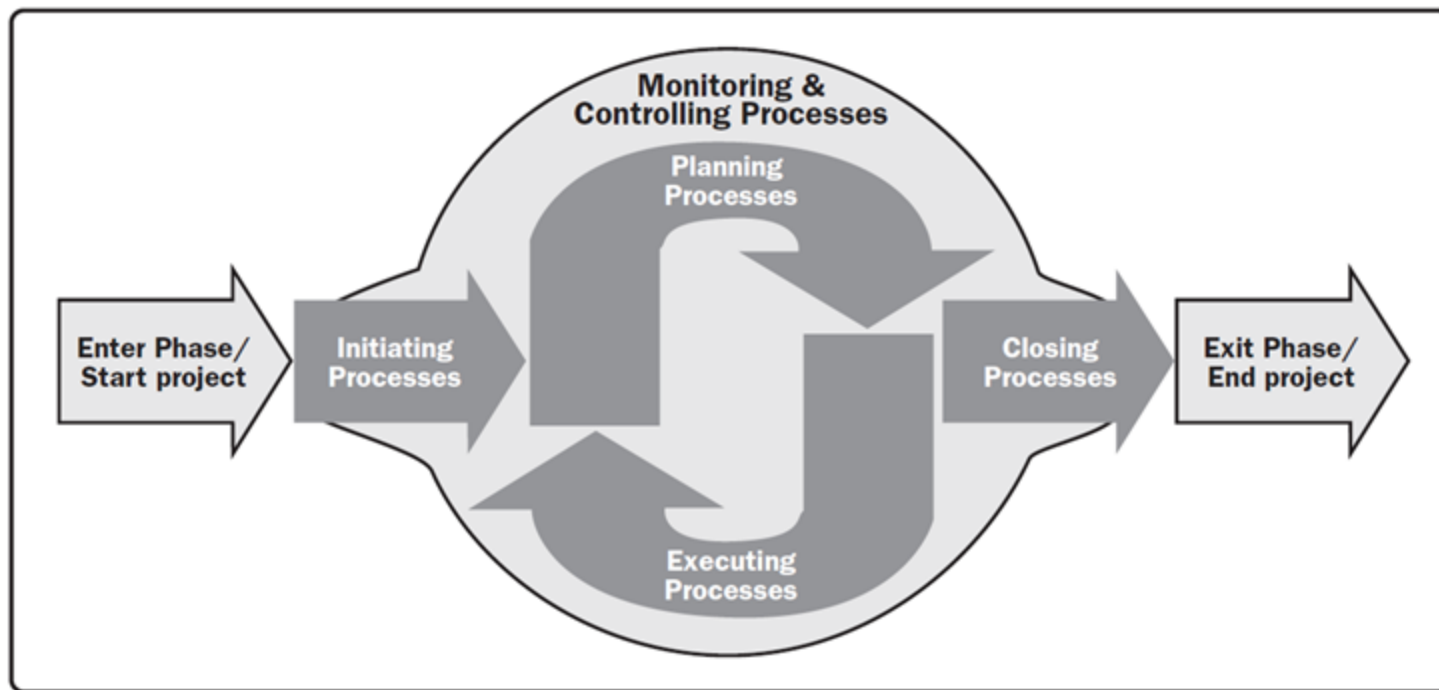 Monitoring &
Controlling Processes
Planning
Processes
Enter Phase/
Start project
Initiating
Processes
Closing
Processes
Exit Phase/
End project
Executing
Processes